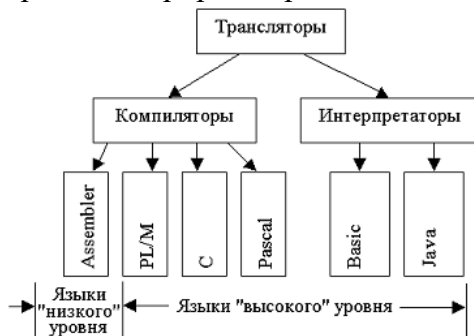 Трансляторы
Компиляторы
Интерпретаторы
Assembler
PL/M
C
Pascal
Basic
Java
Языки
"низкого"
уровня
Языки "высокого" уровня